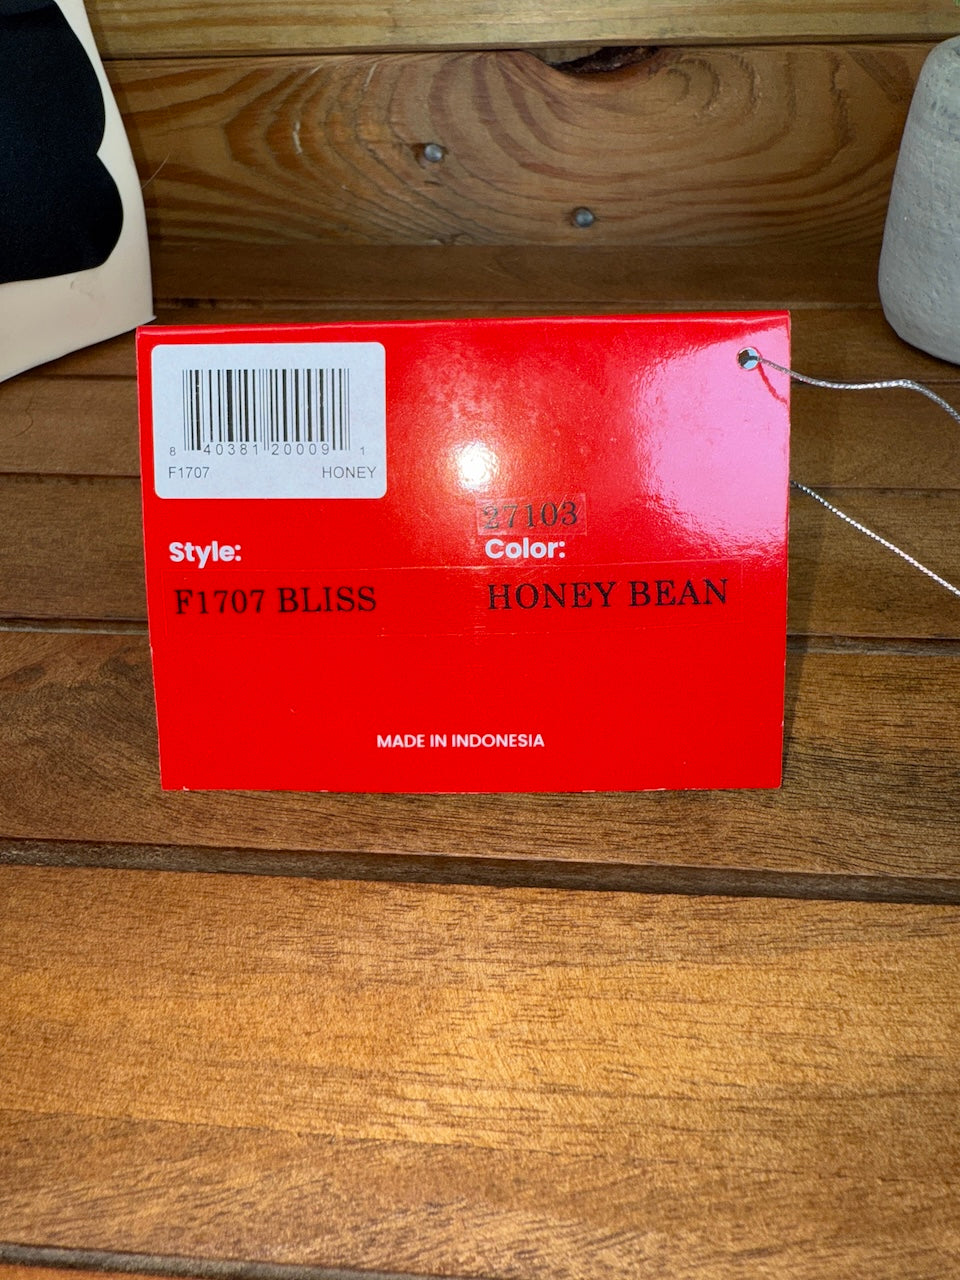 8 40381 20009 1
F1707 HONEY
27103
Style: Color:
F1707 BLISS HONEY BEAN
MADE IN INDONESIA